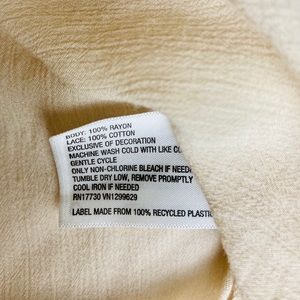 BODY: 100% RAYON
LACE: 100% COTTON
EXCLUSIVE OF DECORATION
MACHINE WASH COLD WITH LIKE
GENTLE CYCLE
ONLY NON-CHLORINE BLEACH IF
TUMBLE DRY LOW, REMOVE PROMPTLY
COOL IRON IF NEEDED
RN17730 VN1299629
LABEL MADE FROM 100% RECYCLED